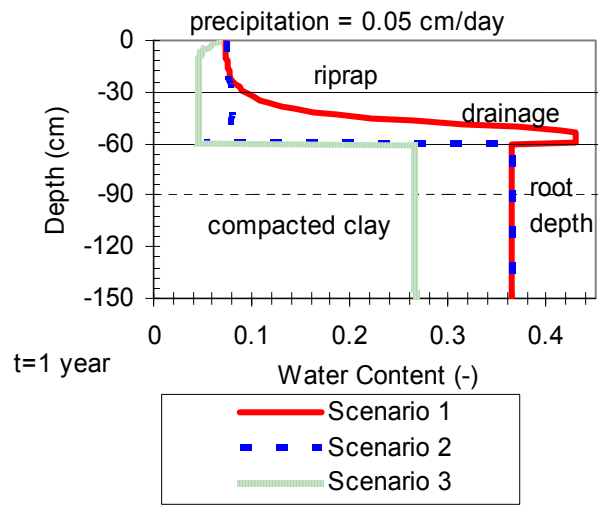 precipitation = 0.05 cm/day
0
-30
-60
-90
-120
-150
Depth (cm)
riprap
drainage
root
depth
compacted clay
0
0.1
0.2
0.3
0.4
t=1 year
Water Content (-)
Scenario 1
Scenario 2
Scenario 3